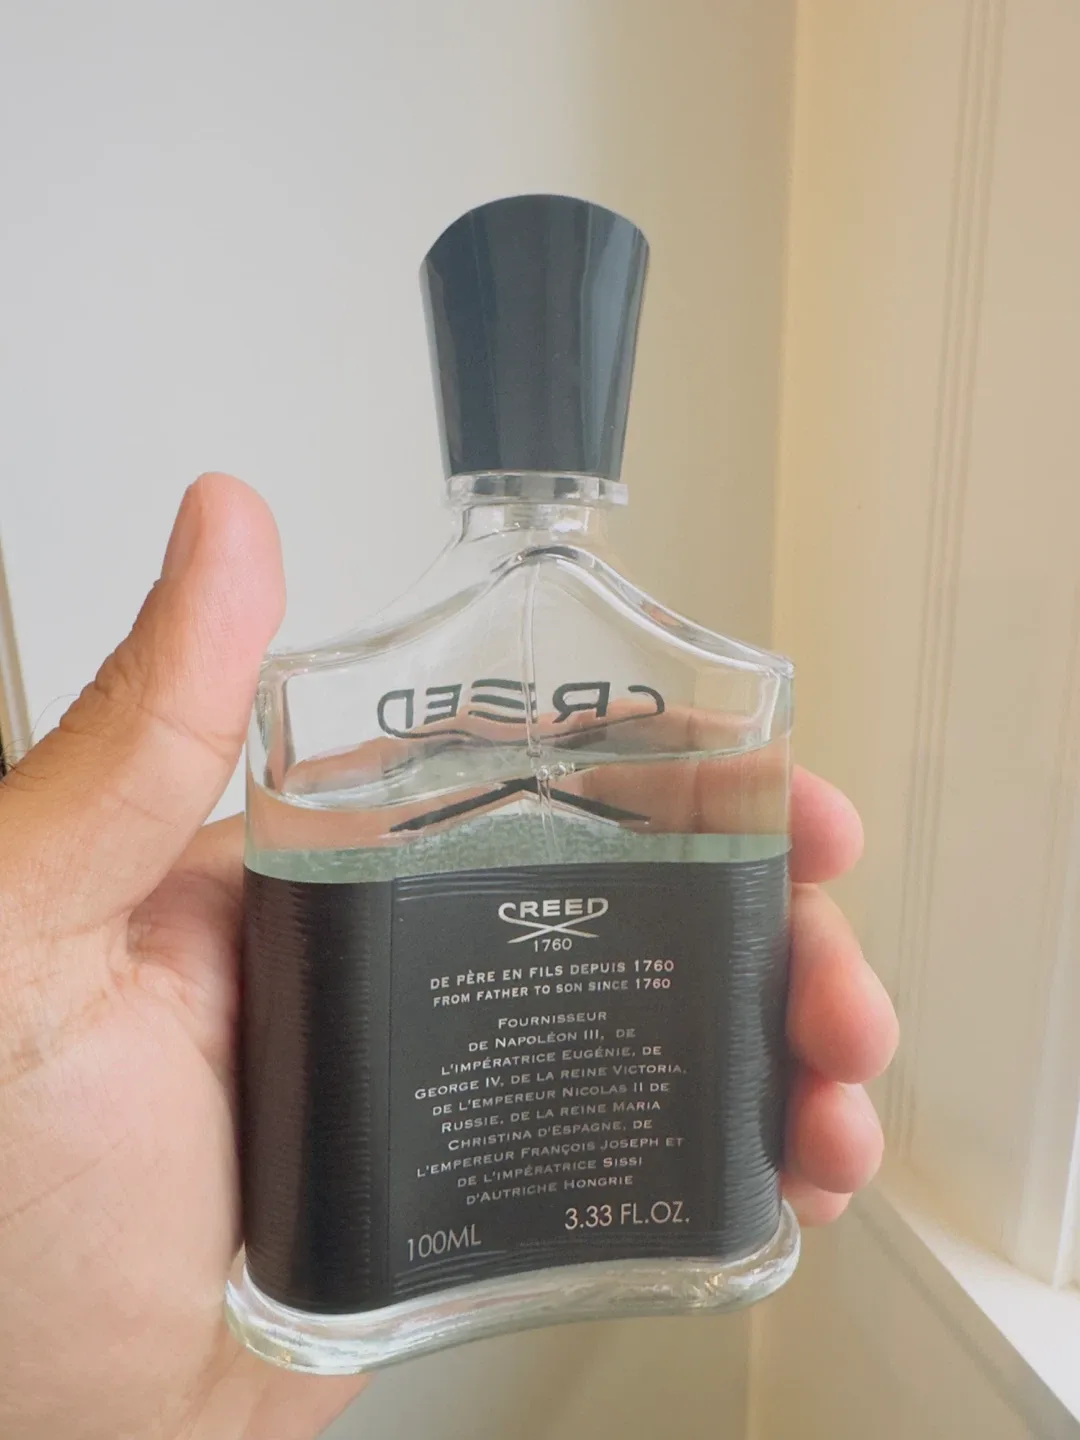 CREED
CREED
1760
DE PÈRE EN FILS DEPUIS 1760
FROM FATHER TO SON SINCE 1760
FOURNISSEUR
DE NAPOLÉON III, DE
L'IMPÉRATRICE EUGÉNIE, DE
GEORGE IV, DE LA REINE VICTORIA,
DE L'EMPEREUR NICOLAS II DE
RUSSIE, DE LA REINE MARIA
CHRISTINA D'ESPAGNE, DE
L'EMPEREUR FRANÇOIS JOSEPH ET
DE L'IMPÉRATRICE SISSI
D'AUTRICHE HONGRIE
100ML 3.33 FL.OZ.